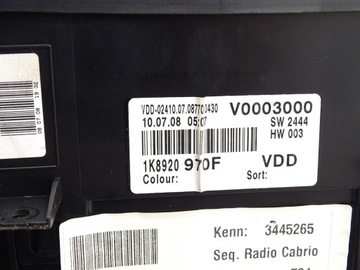 VDD-02410.07.087700430 V0003000
10.07.08 05:07 SW 2444
HW 003
1K8920 970F VDD
Colour: Sort:
Kenn: 3445265
Seq. Radio Cabrio